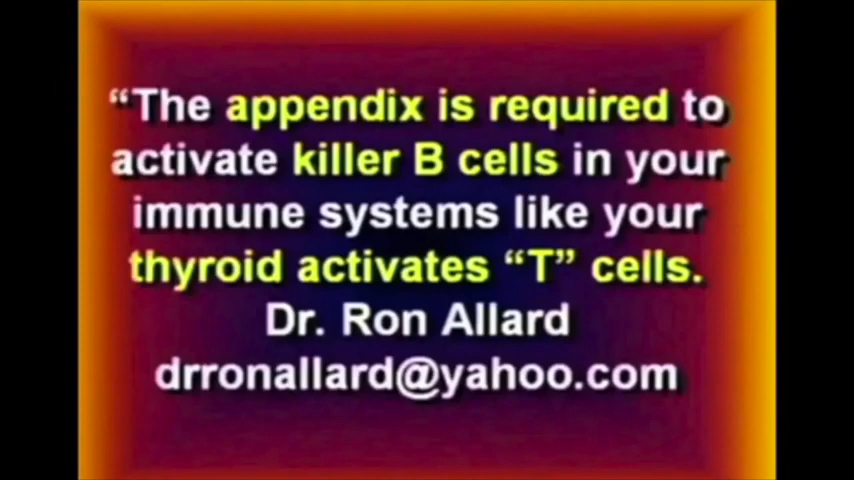 “The appendix is required to
activate killer B cells in your
immune systems like your
thyroid activates “T” cells.
Dr. Ron Allard
drronallard@yahoo.com